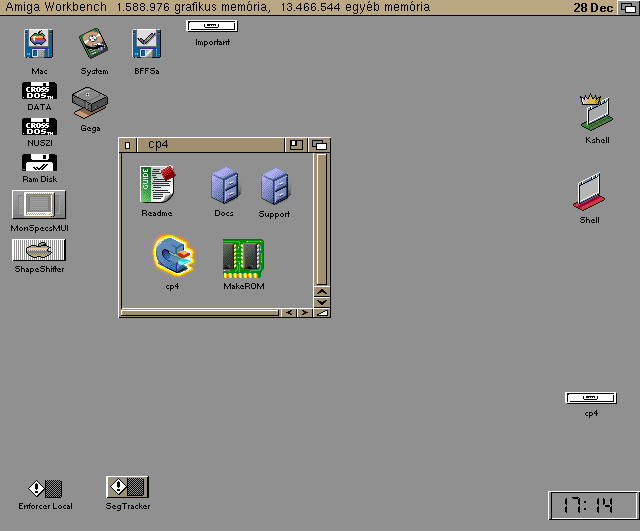 Amiga Workbench 1.588.976 grafikus memória, 13.466.544 egyéb memória 28 Dec
Important
Mac
System
BFFSa
CROSS
DOS
DATA
Gega
CROSS
DOS
NUSZI
Ram Disk
MonSpecsMUI
ShapeShifter
cp4
GUIDE
Readme
Docs
Support
cp4
MakeROM
Kshell
Shell
cp4
Enforcer Local
SegTracker
17:14